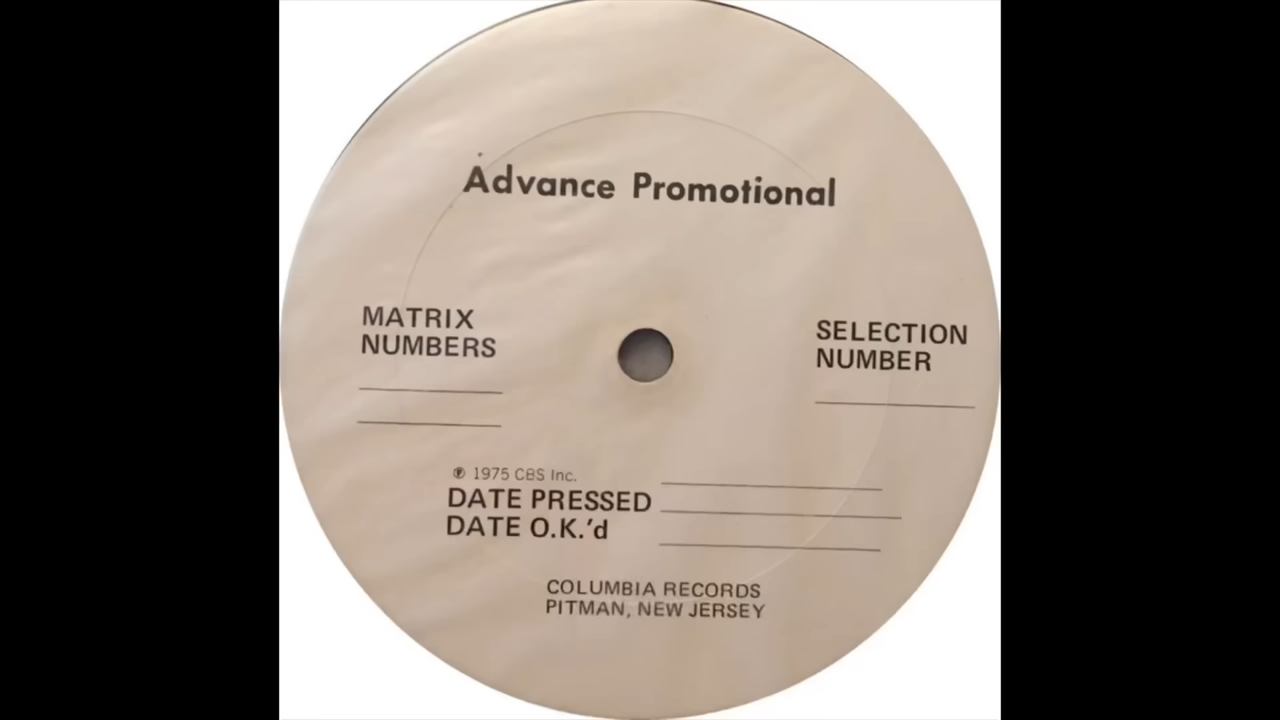 Advance Promotional
MATRIX
NUMBERS
SELECTION
NUMBER
℗ 1975 CBS Inc.
DATE PRESSED
DATE O.K.'d
COLUMBIA RECORDS
PITMAN, NEW JERSEY